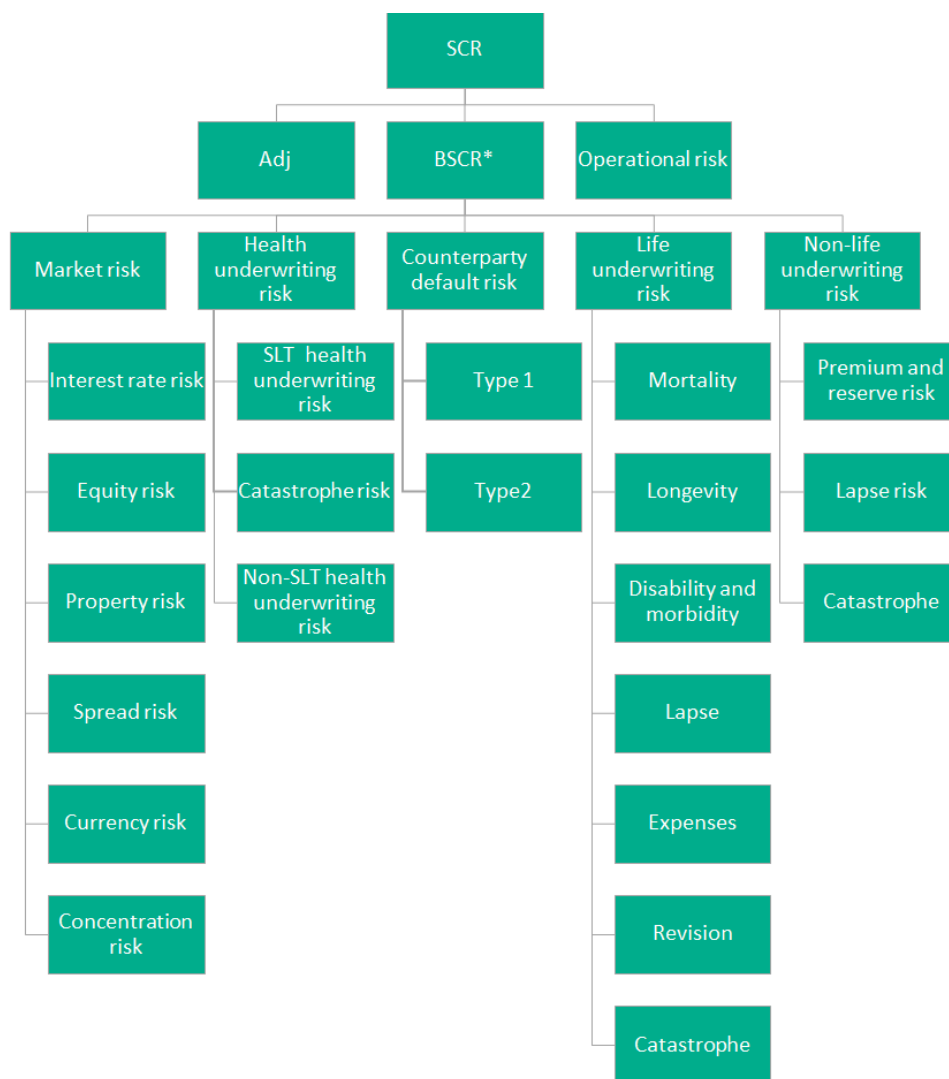 SCR
Adj
BSCR*
Operational risk
Market risk
Health
underwriting
risk
Counterparty
default risk
Life
underwriting
risk
Non-life
underwriting
risk
Interest rate risk
SLT health
underwriting
risk
Type 1
Mortality
Premium and
reserve risk
Equity risk
Catastrophe risk
Type2
Longevity
Lapse risk
Property risk
Non-SLT health
underwriting
risk
Disability and
morbidity
Catastrophe
Spread risk
Lapse
Currency risk
Expenses
Concentration
risk
Revision
Catastrophe